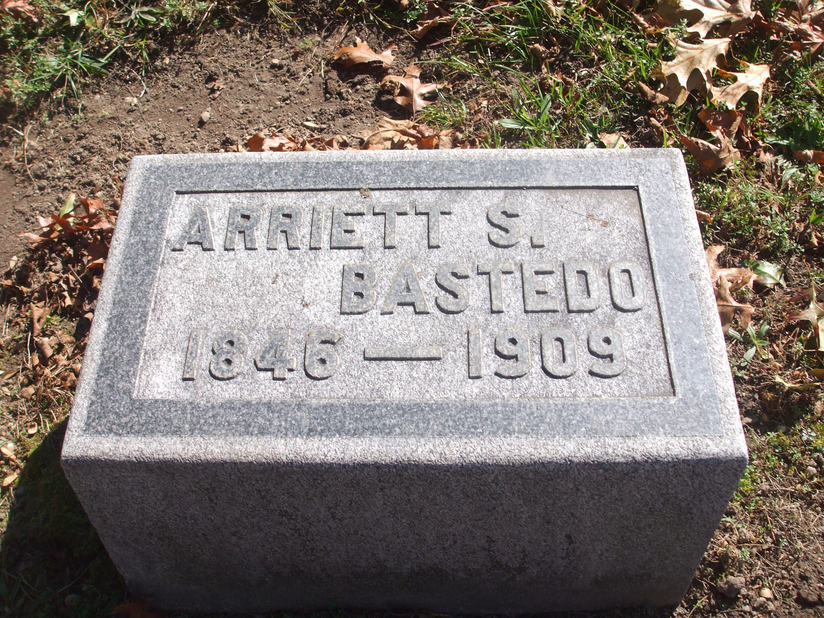 ARRIETT S.
BASTEDO
1846 — 1909